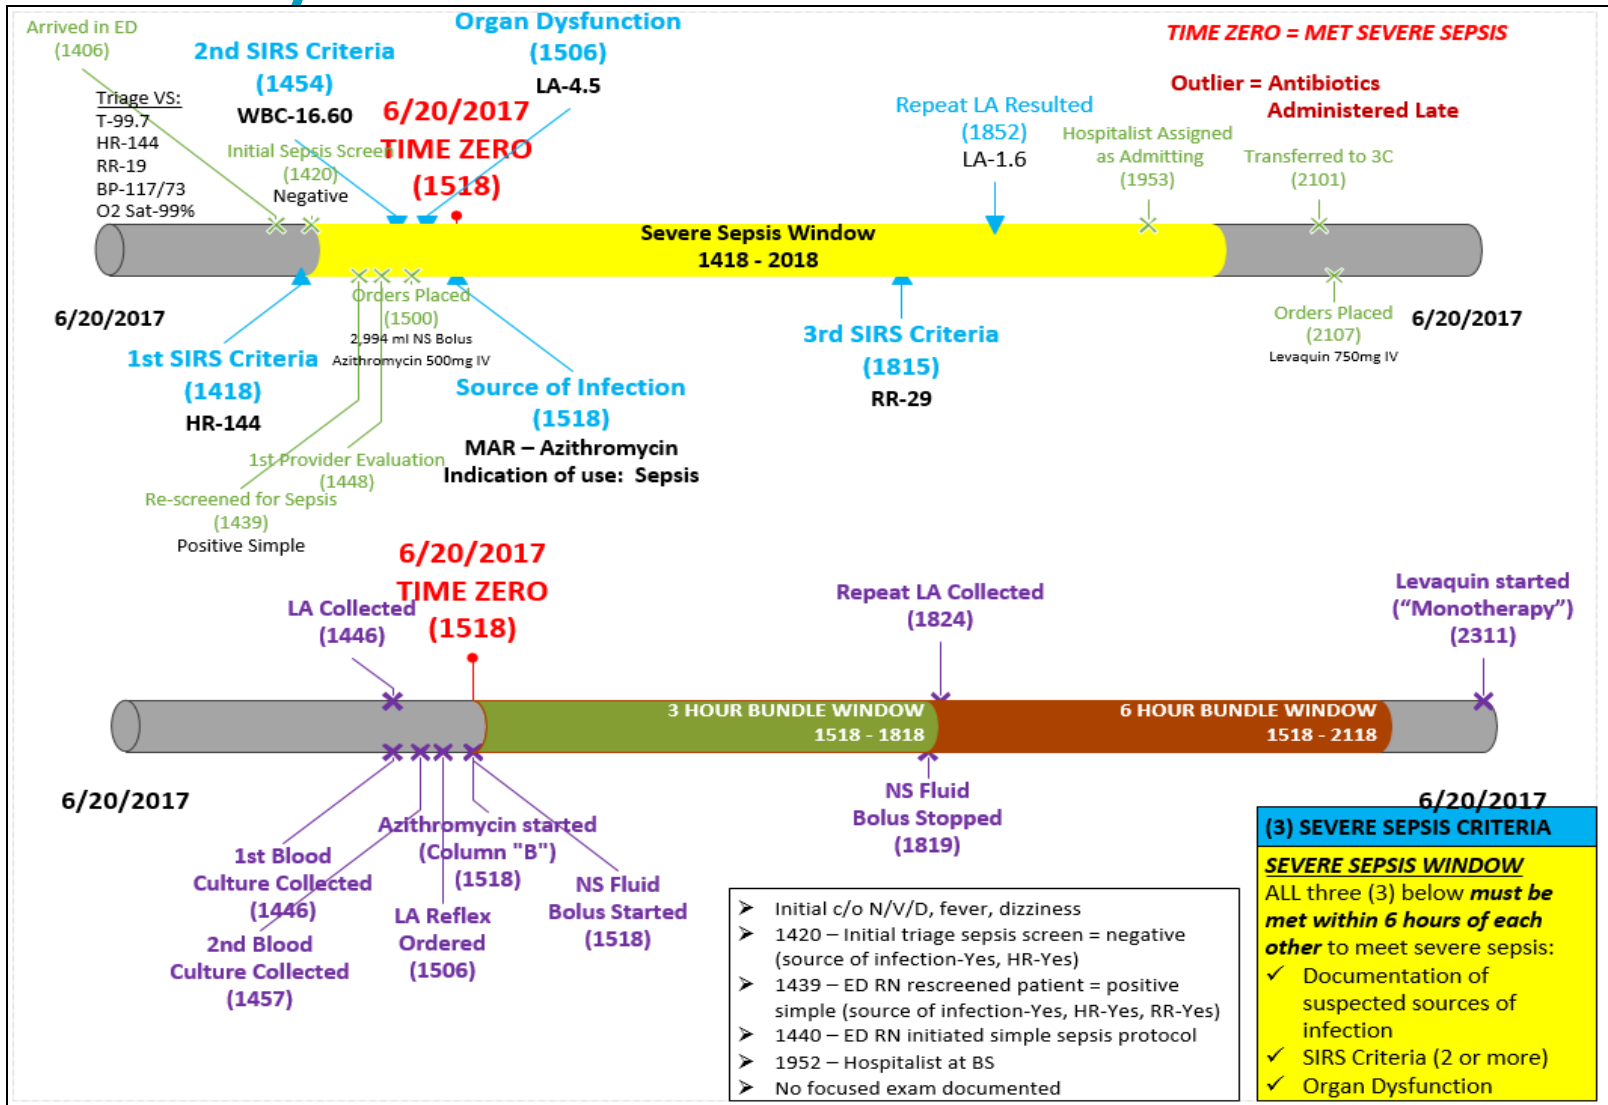 Arrived in ED
(1406)
Triage VS:
T-99.7
HR-144
RR-19
BP-117/73
O2 Sat-99%
2nd SIRS Criteria
(1454)
WBC-16.60
Initial Sepsis Screen
(1420)
Negative
Organ Dysfunction
(1506)
LA-4.5
6/20/2017
TIME ZERO
(1518)
Repeat LA Resulted
(1852)
LA-1.6
TIME ZERO = MET SEVERE SEPSIS
Outlier = Antibiotics
Administered Late
Hospitalist Assigned
as Admitting
(1953)
Transferred to 3C
(2101)
Severe Sepsis Window
1418 - 2018
6/20/2017
1st SIRS Criteria
(1418)
HR-144
Orders Placed
(1500)
2,994 ml NS Bolus
Azithromycin 500mg IV
Source of Infection
(1518)
MAR – Azithromycin
Indication of use:  Sepsis
3rd SIRS Criteria
(1815)
RR-29
Orders Placed
(2107)
Levaquin 750mg IV
6/20/2017
1st Provider Evaluation
(1448)
Re-screened for Sepsis
(1439)
Positive Simple
6/20/2017
TIME ZERO
(1518)
LA Collected
(1446)
Repeat LA Collected
(1824)
Levaquin started
(“Monotherapy”)
(2311)
3 HOUR BUNDLE WINDOW
1518 - 1818
6 HOUR BUNDLE WINDOW
1518 - 2118
6/20/2017
1st Blood
Culture Collected
(1446)
2nd Blood
Culture Collected
(1457)
Azithromycin started
(Column "B")
(1518)
LA Reflex
Ordered
(1506)
NS Fluid
Bolus Started
(1518)
NS Fluid
Bolus Stopped
(1819)
6/20/2017
Initial c/o N/V/D, fever, dizziness
1420 – Initial triage sepsis screen = negative
(source of infection-Yes, HR-Yes)
1439 – ED RN rescreened patient = positive
simple (source of infection-Yes, HR-Yes, RR-Yes)
1440 – ED RN initiated simple sepsis protocol
1952 – Hospitalist at BS
No focused exam documented
(3) SEVERE SEPSIS CRITERIA
SEVERE SEPSIS WINDOW
ALL three (3) below must be
met within 6 hours of each
other to meet severe sepsis:
Documentation of
suspected sources of
infection
SIRS Criteria (2 or more)
Organ Dysfunction